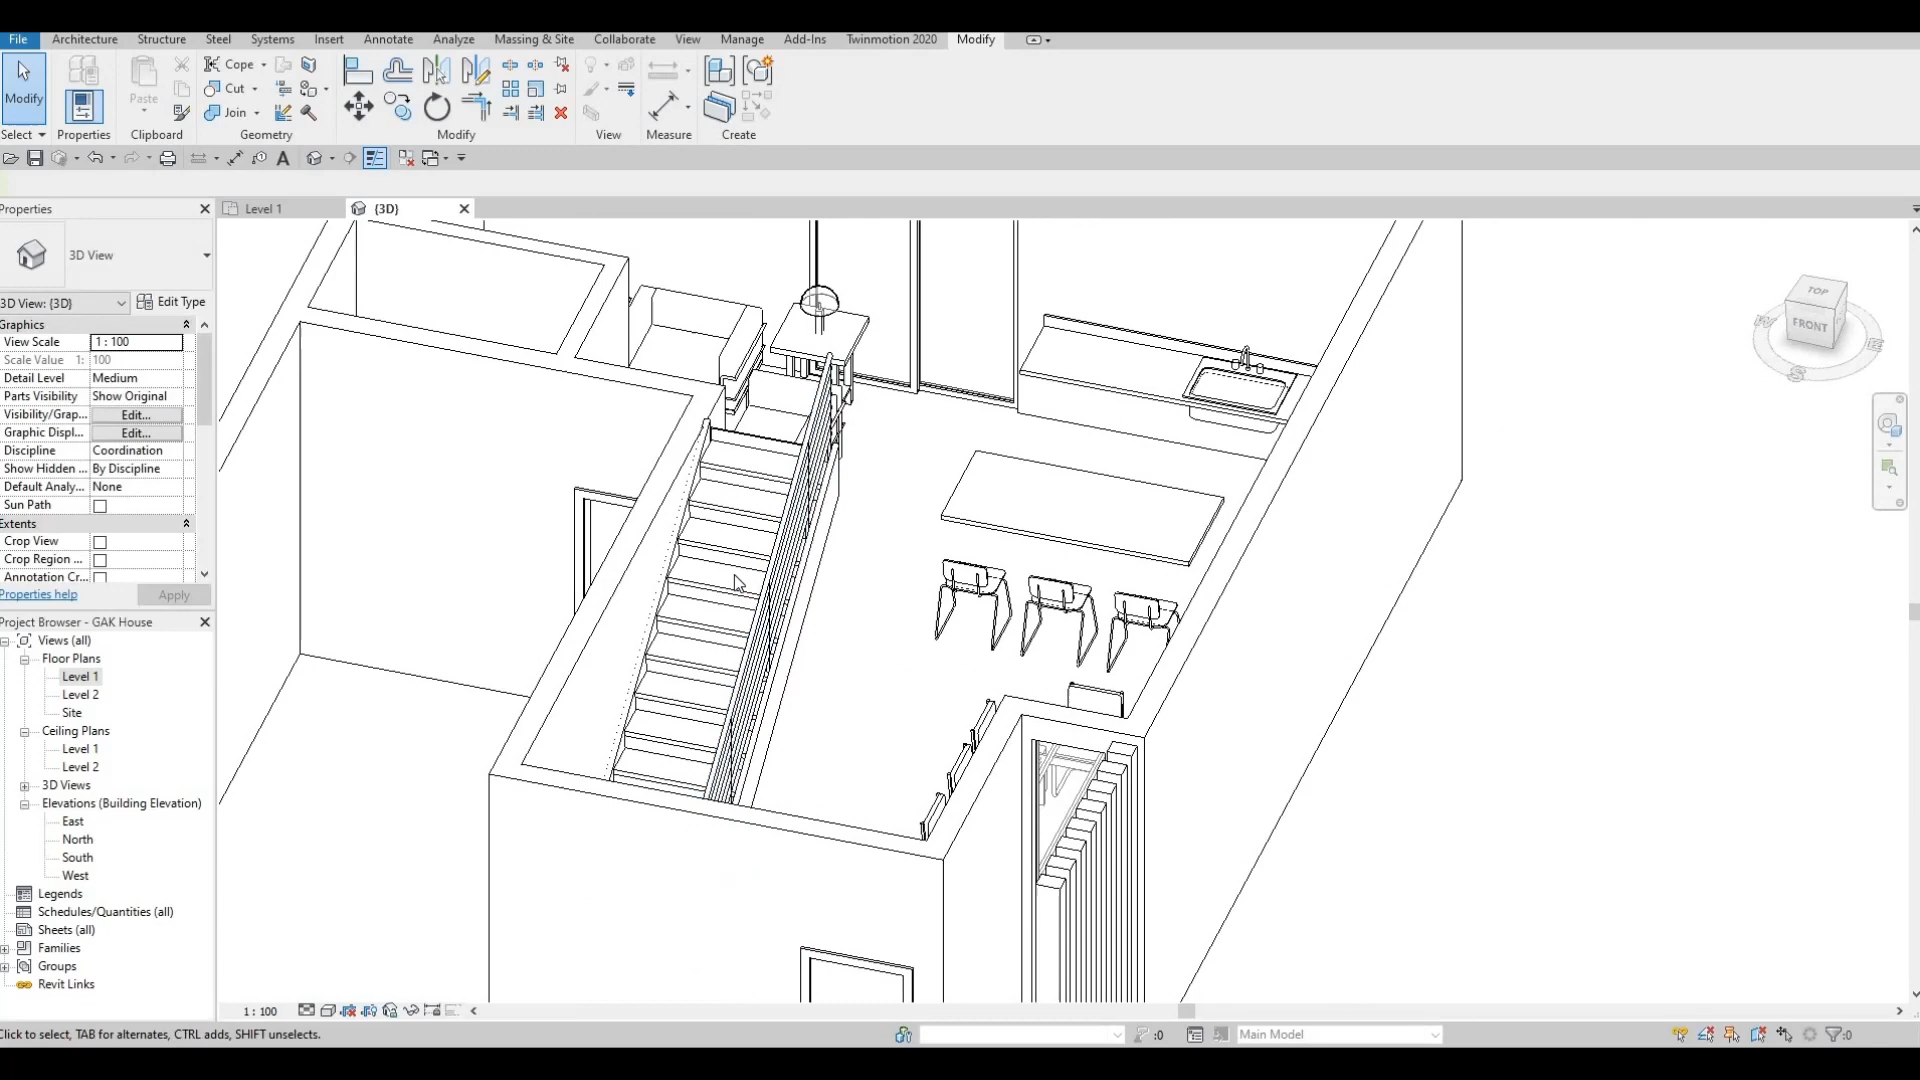 File Architecture Structure Steel Systems Insert Annotate Analyze Massing & Site Collaborate View Manage Add-Ins Twinmotion 2020 Modify
Cope
Cut
Join
Modify
Paste
Select Properties Clipboard Geometry Modify View Measure Create
A
Properties
Level 1
{3D}
3D View
3D View: {3D}
Edit Type
Graphics
View Scale 1 : 100
Scale Value 1: 100
Detail Level Medium
Parts Visibility Show Original
Visibility/Grap... Edit...
Graphic Displ... Edit...
Discipline Coordination
Show Hidden ... By Discipline
Default Analy... None
Sun Path
Extents
Crop View
Crop Region ...
Annotation Cr...
Properties help
Apply
Project Browser - GAK House
Views (all)
Floor Plans
Level 1
Level 2
Site
Ceiling Plans
Level 1
Level 2
3D Views
Elevations (Building Elevation)
East
North
South
West
Legends
Schedules/Quantities (all)
Sheets (all)
Families
Groups
Revit Links
TOP
FRONT
W
E
S
1 : 100
Click to select, TAB for alternates, CTRL adds, SHIFT unselects.
:0
Main Model
:0